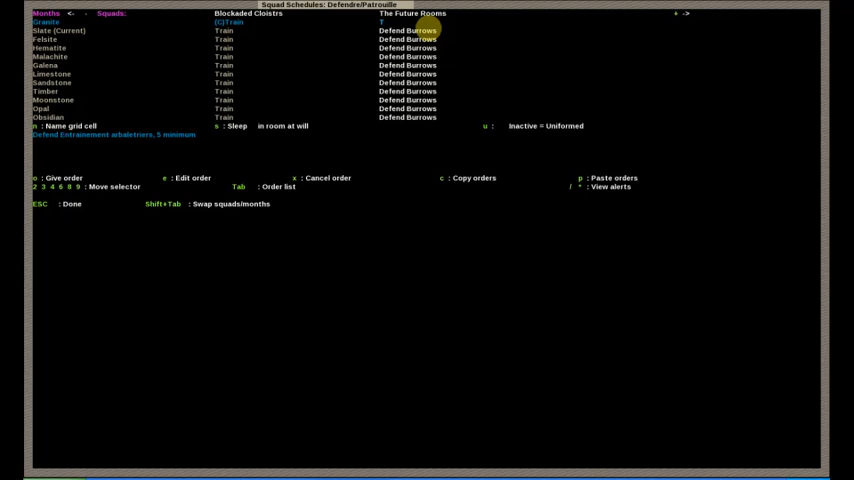 Squad Schedules: Defendre/Patrouille
Months <- - Squads: Blockaded Cloistrs The Future Rooms + ->
Granite (C)Train T
Slate (Current) Train Defend Burrows
Felsite Train Defend Burrows
Hematite Train Defend Burrows
Malachite Train Defend Burrows
Galena Train Defend Burrows
Limestone Train Defend Burrows
Sandstone Train Defend Burrows
Timber Train Defend Burrows
Moonstone Train Defend Burrows
Opal Train Defend Burrows
Obsidian Train Defend Burrows
n : Name grid cell s : Sleep in room at will u : Inactive = Uniformed
Defend Entrainement arbaletriers, 5 minimum
o : Give order e : Edit order x : Cancel order c : Copy orders p : Paste orders
2 3 4 6 8 9 : Move selector Tab : Order list / * : View alerts
ESC : Done Shift+Tab : Swap squads/months